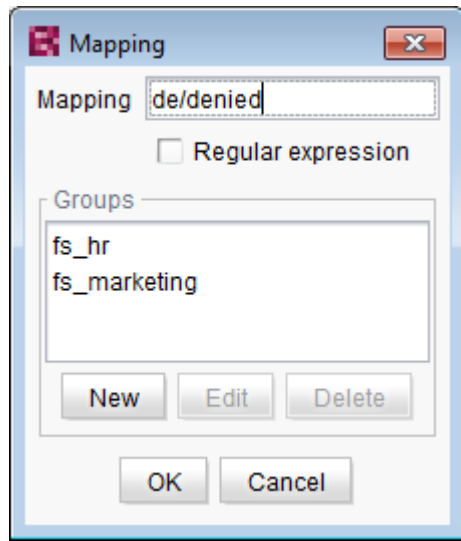 Mapping
Mapping de/denied
Regular expression
Groups
fs_hr
fs_marketing
New Edit Delete
OK Cancel